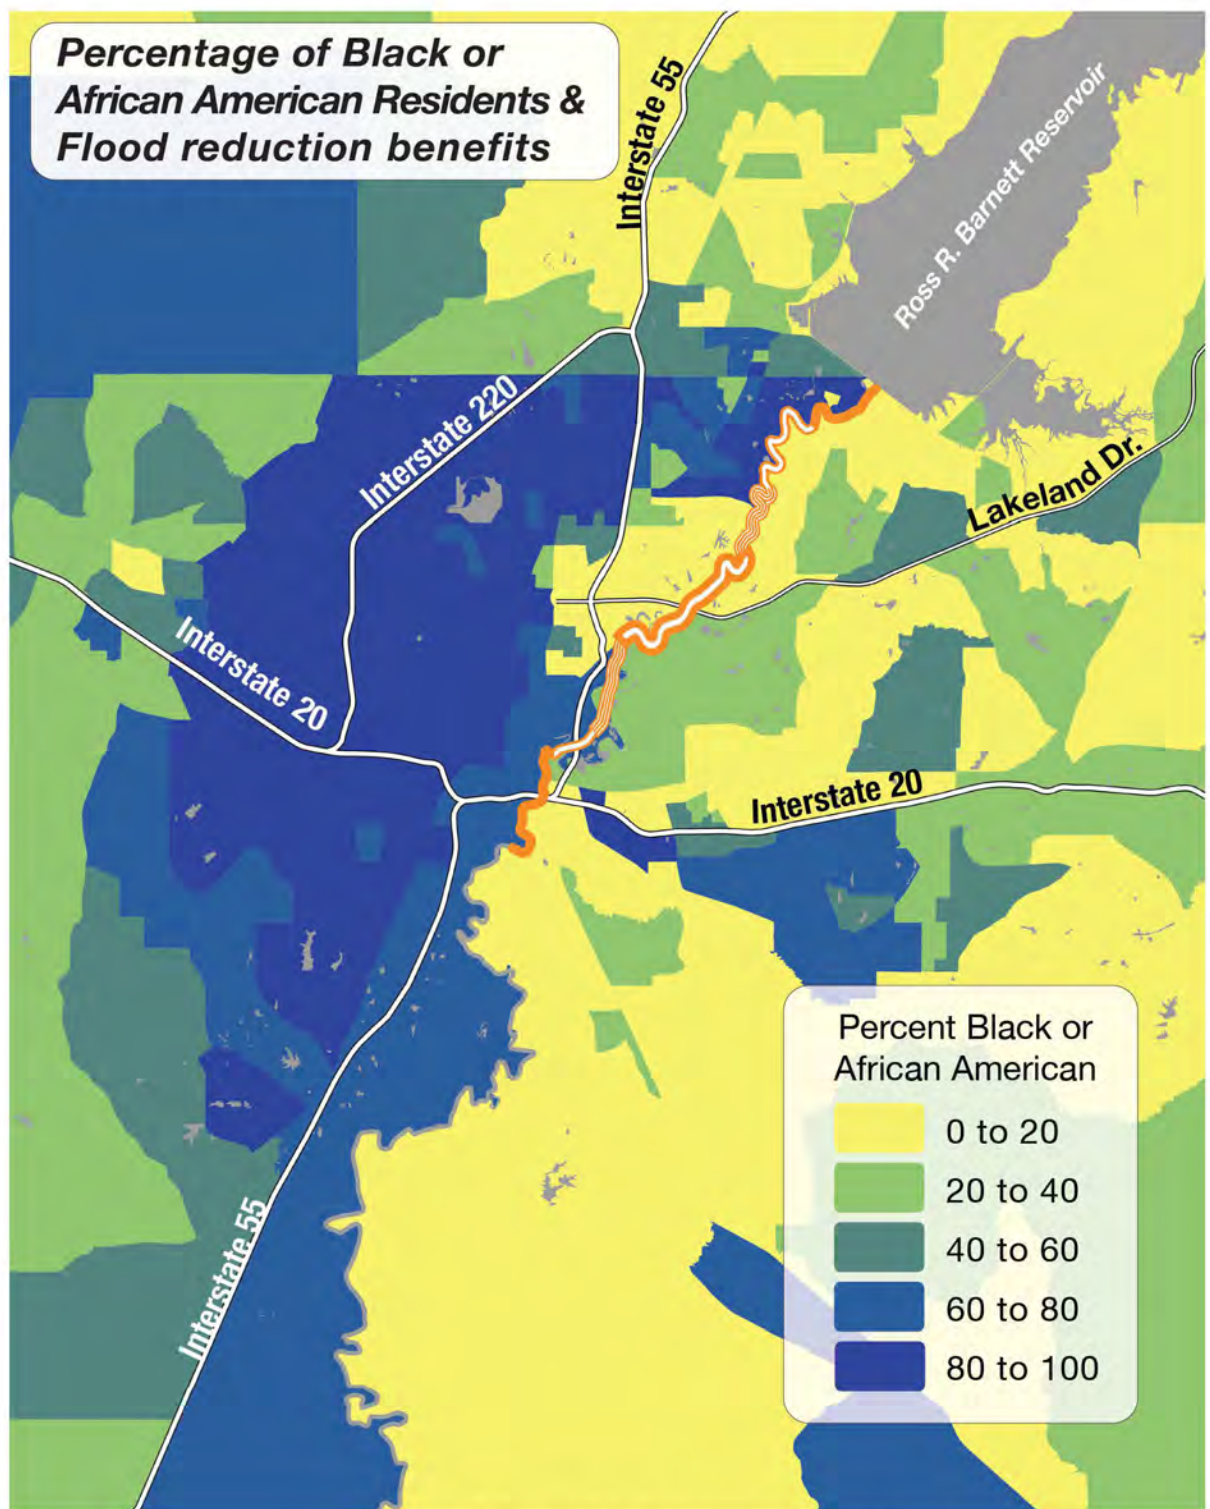 Percentage of Black or
African American Residents &
Flood reduction benefits
Interstate 55
Ross R. Barnett Reservoir
Interstate 220
Lakeland Dr.
Interstate 20
Interstate 20
Interstate 55
Percent Black or
African American
0 to 20
20 to 40
40 to 60
60 to 80
80 to 100